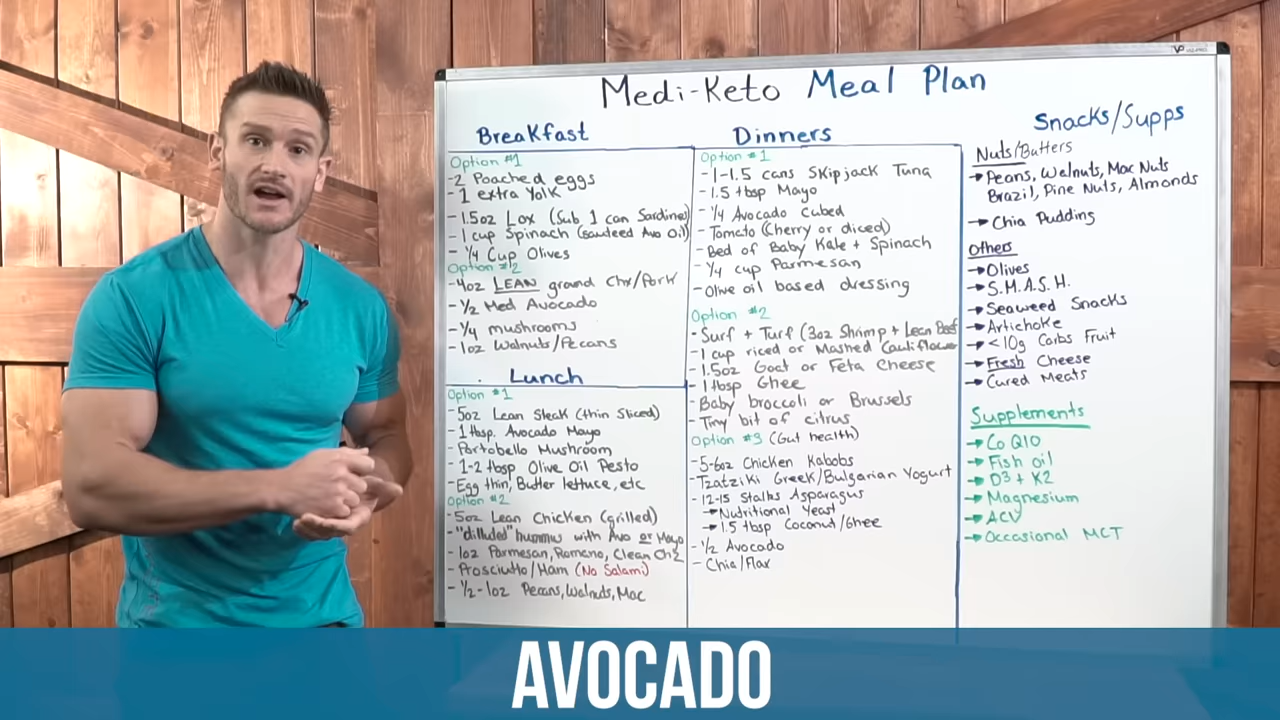 Medi-Keto Meal Plan
Breakfast
Option #1
-2 Poached eggs
-1 extra Yolk
-1.5oz Lox (Sub 1 can Sardines)
-1 cup Spinach (sauteed Avo Oil)
-1/4 Cup Olives
Option #2
-4oz LEAN ground Chx/Pork
-1/2 Med Avocado
-1/4 mushrooms
-1oz Walnuts/Pecans
Lunch
Option #1
-5oz Lean Steak (thin Sliced)
-1 tbsp. Avocado Mayo
-Portobello Mushroom
-1-2 tbsp Olive Oil Pesto
-Egg thin, Butter lettuce, etc
Option #2
-5oz Lean Chicken (grilled)
-"dilluded" hummus with Avo or Mayo
-1oz Parmesan, Romano, Clean Chz
-Prosciutto/Ham (No Salami)
-1/2-1oz Pecans, Walnuts, Mac
Dinners
Option #1
-1-1.5 cans Skipjack Tuna
-1.5 tbsp Mayo
-1/4 Avocado Cubed
-Tomato (Cherry or diced)
-Bed of Baby Kale + Spinach
-1/4 cup Parmesan
-Olive oil based dressing
Option #2
-Surf + Turf (3oz Shrimp + Lean Beef
-1 cup riced or Mashed Cauliflower
-1.5oz Goat or Feta Cheese
-1 tbsp Ghee
-Baby broccoli or Brussels
-Tiny bit of citrus
Option #3 (Gut health)
-5-6oz Chicken Kabobs
-Tzatziki Greek/Bulgarian Yogurt
-12-15 Stalks Asparagus
→Nutritional Yeast
→1.5 tbsp Coconut/Ghee
-1/2 Avocado
-Chia/Flax
Snacks/Supps
Nuts/Butters
→Pecans, Walnuts, Mac Nuts
Brazil, Pine Nuts, Almonds
→Chia Pudding
Others
→Olives
→S.M.A.S.H.
→Seaweed Snacks
→Artichoke
→<10g Carbs Fruit
→Fresh Cheese
→Cured Meats
Supplements
→Co Q10
→Fish oil
→D3 + K2
→Magnesium
→ACV
→Occasional MCT
AVOCADO